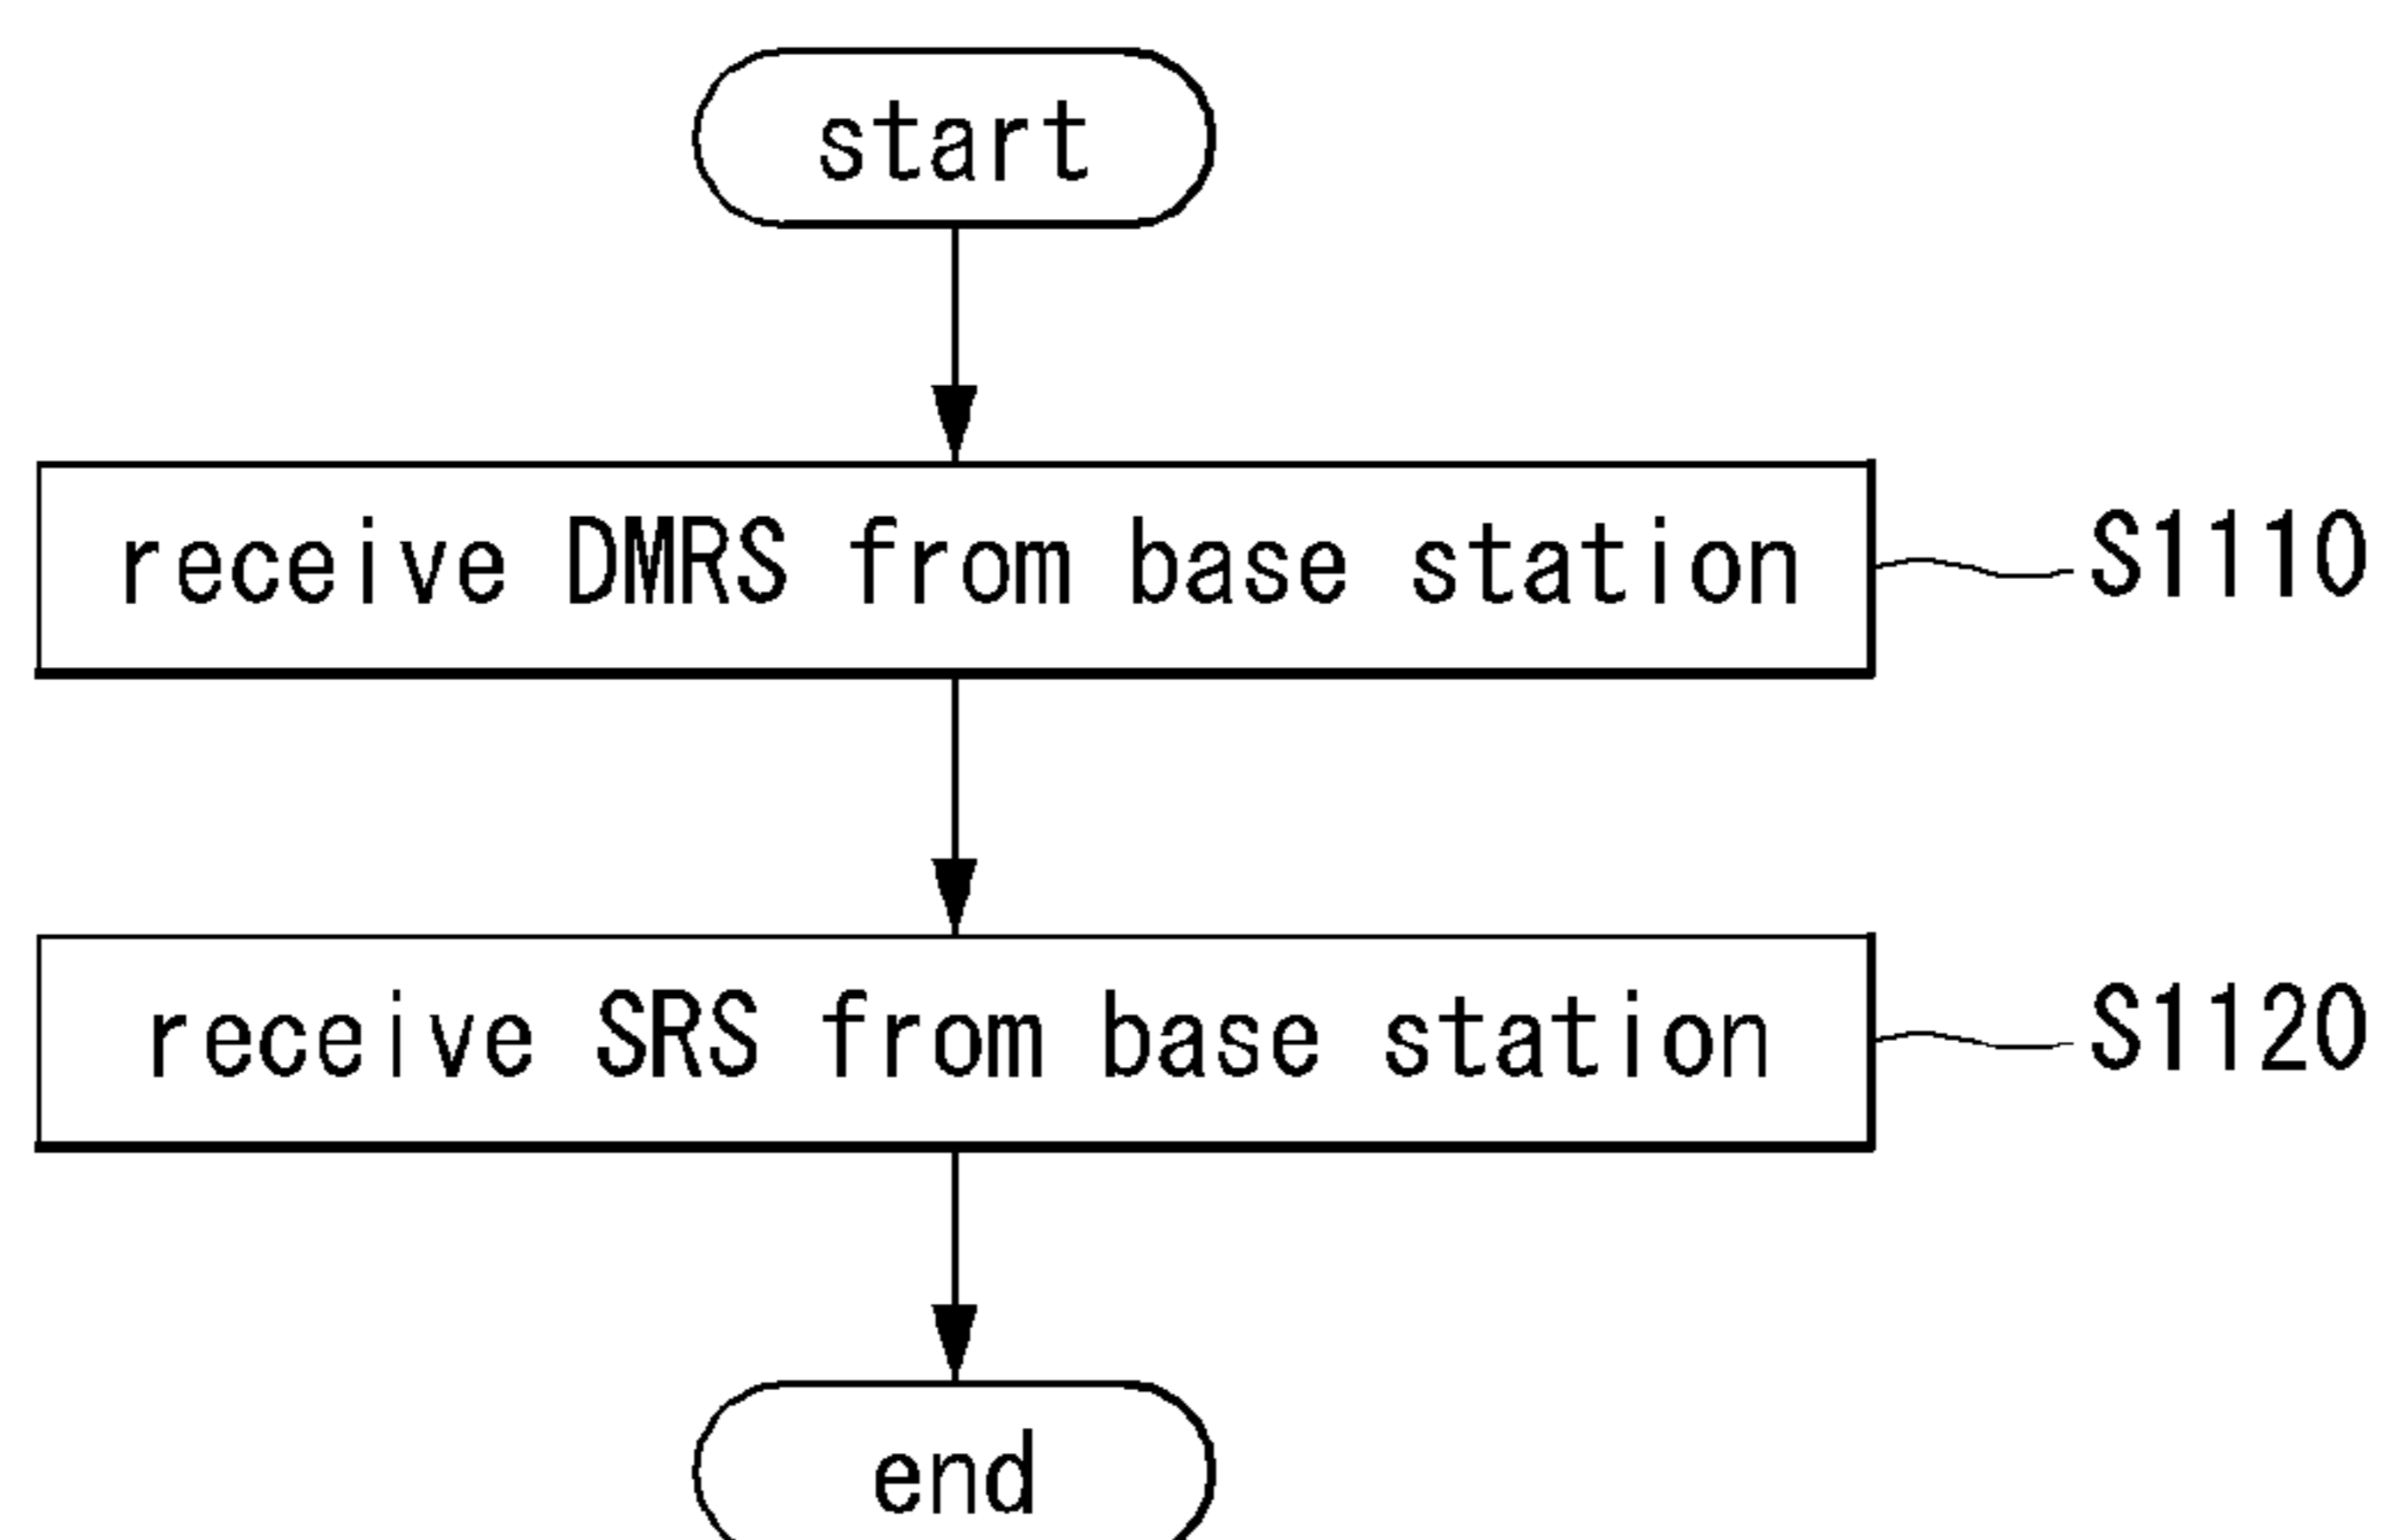 start
receive DMRS from base station
S1110
receive SRS from base station
S1120
end